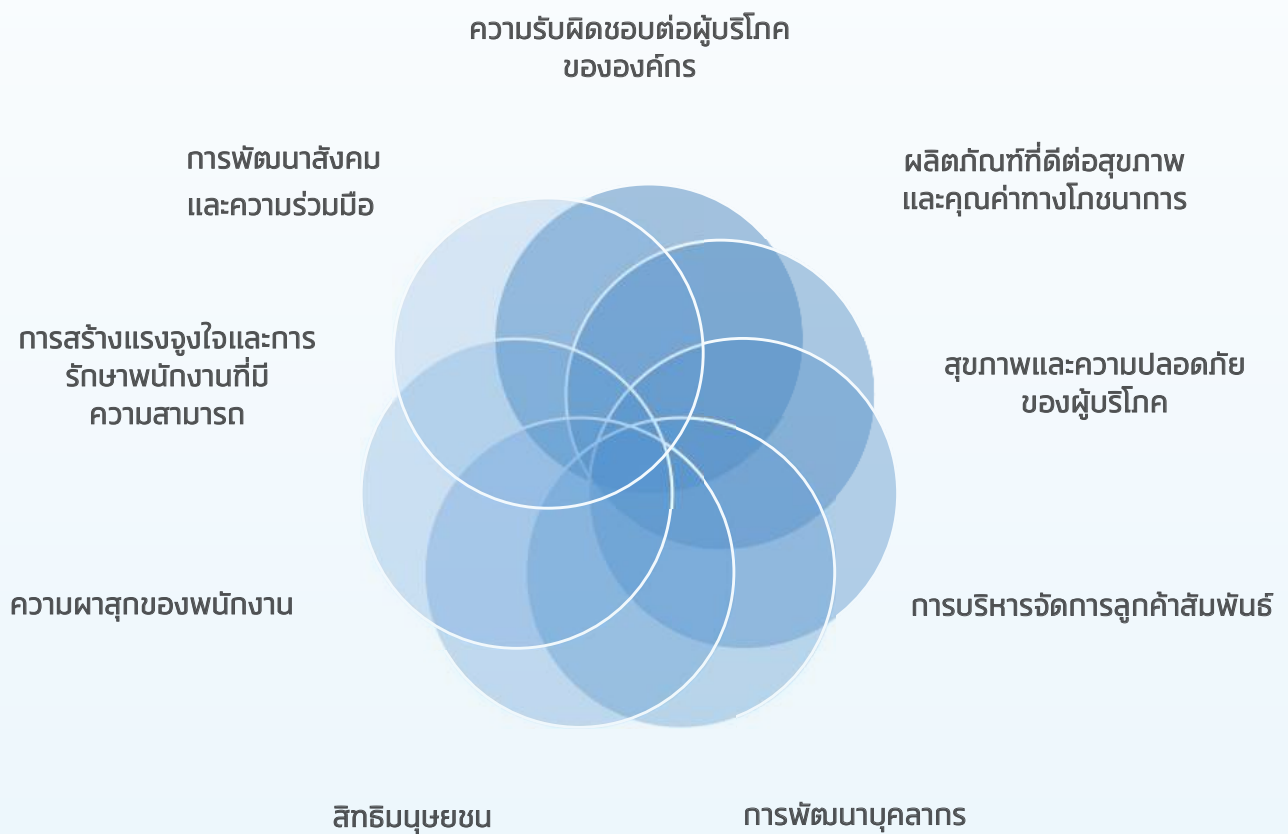 ความรับผิดชอบต่อผู้บริโภค
ขององค์กร
การพัฒนาสังคม
และความร่วมมือ
ผลิตภัณฑ์ที่ดีต่อสุขภาพ
และคุณค่าทางโภชนาการ
การสร้างแรงจูงใจและการ
รักษาพนักงานที่มี
ความสามารถ
สุขภาพและความปลอดภัย
ของผู้บริโภค
ความผาสุกของพนักงาน
การบริหารจัดการลูกค้าสัมพันธ์
สิทธิมนุษยชน
การพัฒนาบุคลากร